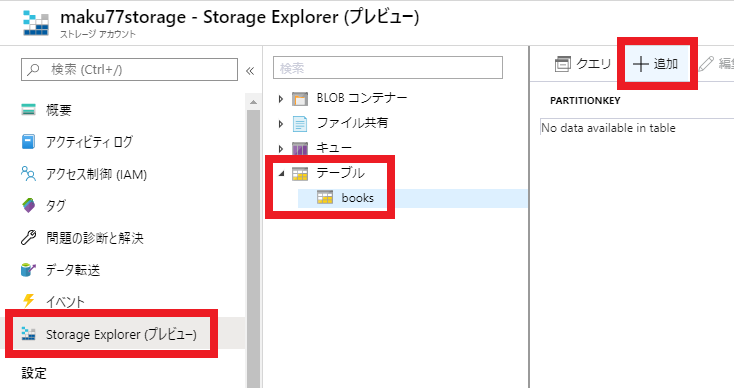 maku77storage - Storage Explorer (プレビュー)
ストレージ アカウント
検索 (Ctrl+/)
概要
アクティビティ ログ
アクセス制御 (IAM)
タグ
問題の診断と解決
データ転送
イベント
Storage Explorer (プレビュー)
設定
検索
BLOB コンテナー
ファイル共有
キュー
テーブル
books
クエリ
追加
編集
PARTITIONKEY
No data available in table